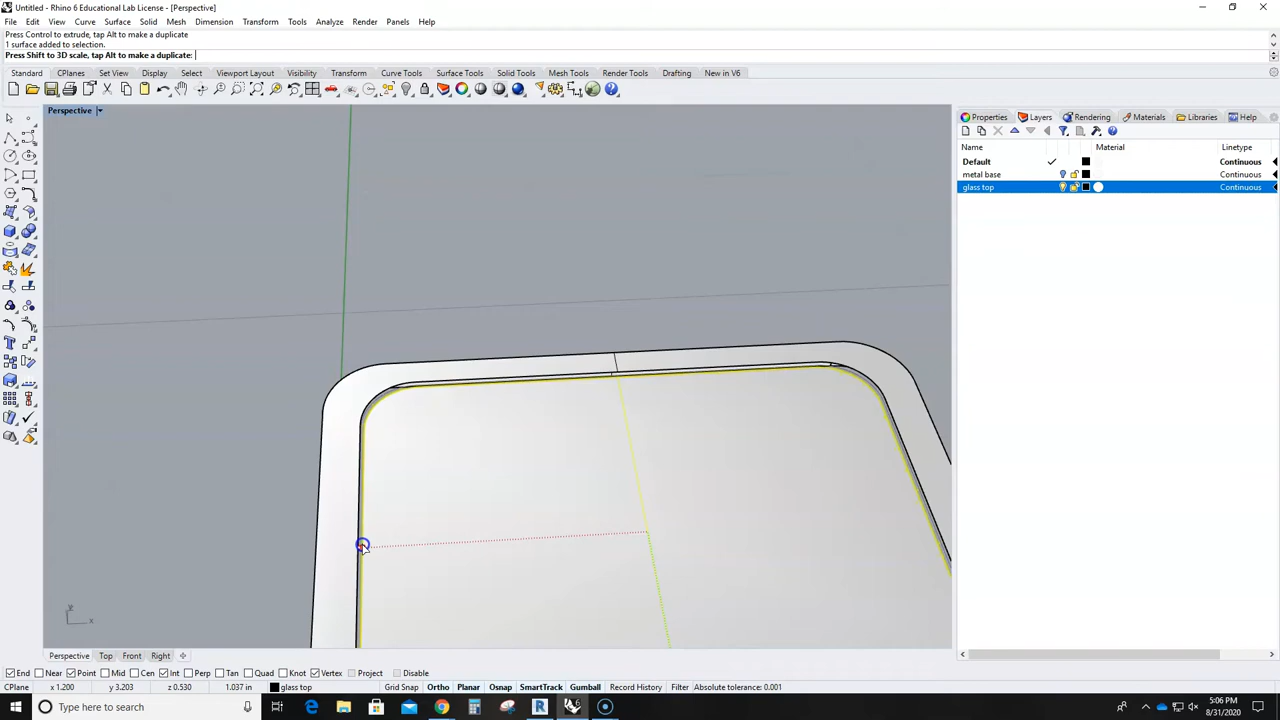 Untitled - Rhino 6 Educational Lab License - [Perspective]
File Edit View Curve Surface Solid Mesh Dimension Transform Tools Analyze Render Panels Help
Press Control to extrude, tap Alt to make a duplicate
1 surface added to selection.
Press Shift to 3D scale, tap Alt to make a duplicate:
Standard CPlanes Set View Display Select Viewport Layout Visibility Transform Curve Tools Surface Tools Solid Tools Mesh Tools Render Tools Drafting New in V6
Perspective
Properties Layers Rendering Materials Libraries Help
Name Material Linetype
Default Continuous
metal base Continuous
glass top Continuous
y
x
Perspective Top Front Right
End Near Point Mid Cen Int Perp Tan Quad Knot Vertex Project Disable
CPlane x 1.200 y 3.203 z 0.530 1.037 in glass top Grid Snap Ortho Planar Osnap SmartTrack Gumball Record History Filter Absolute tolerance: 0.001
Type here to search
5:06 PM
8/31/2020